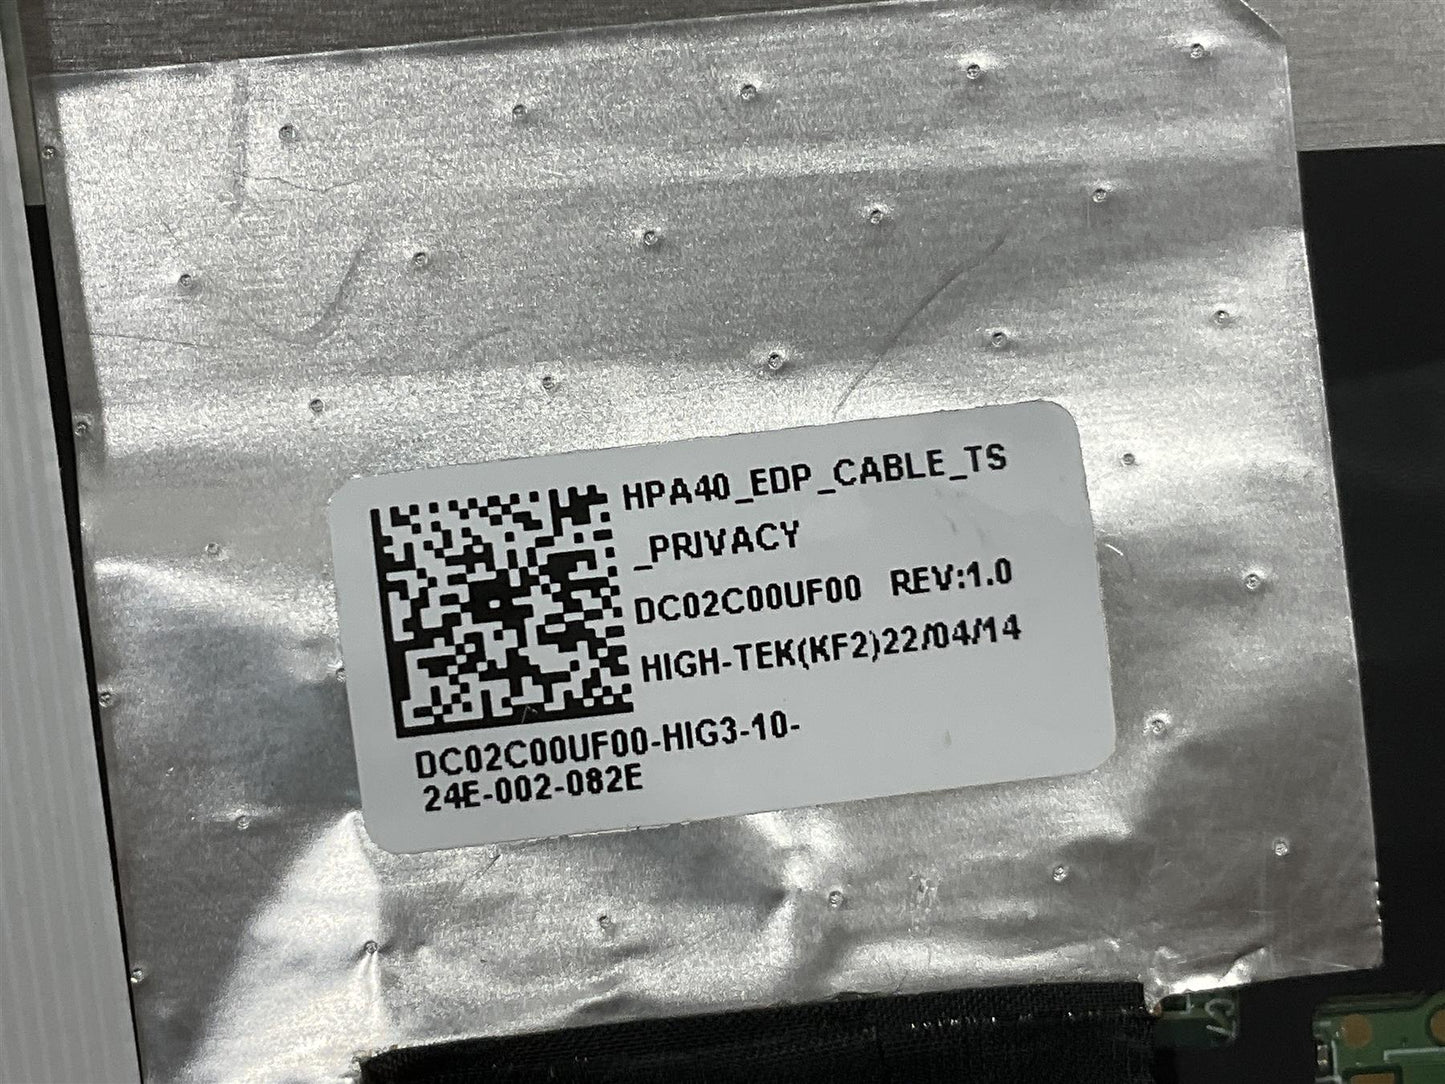 HPA40_EDP_CABLE_TS
_PRIVACY
DC02C00UF00 REV:1.0
HIGH-TEK(KF2)22/04/14
DC02C00UF00-HIG3-10-
24E-002-082E